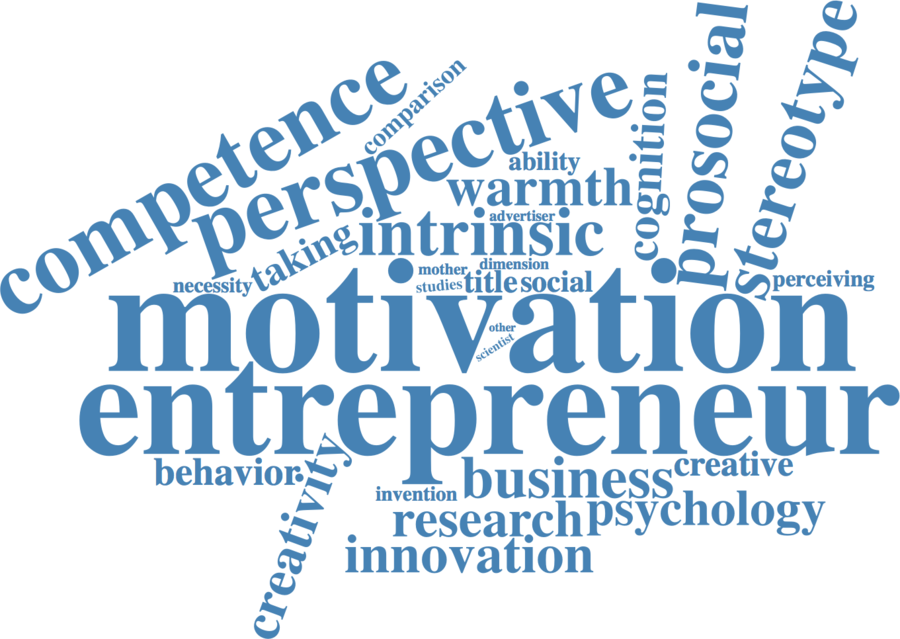 competence
comparison
perspective
cognition
prosocial
stereotype
ability
warmth
advertiser
intrinsic
taking
necessity
mother
dimension
studies
title
social
perceiving
motivation
other
scientist
entrepreneur
behavior
creativity
invention
business
creative
research
psychology
innovation